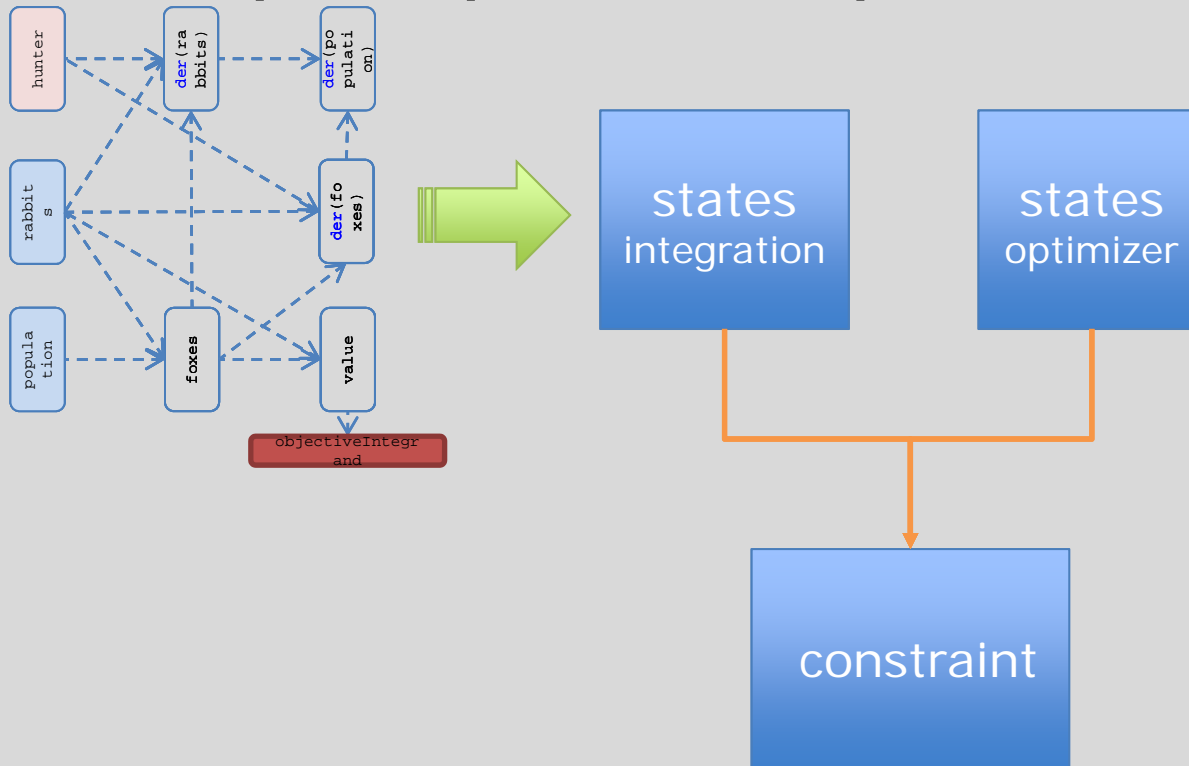 hunter
der(ra
bbits)
der(po
pulati
on)
rabbit
s
der(fo
xes)
popula
tion
foxes
value
objectiveIntegr
and
states
integration
states
optimizer
constraint